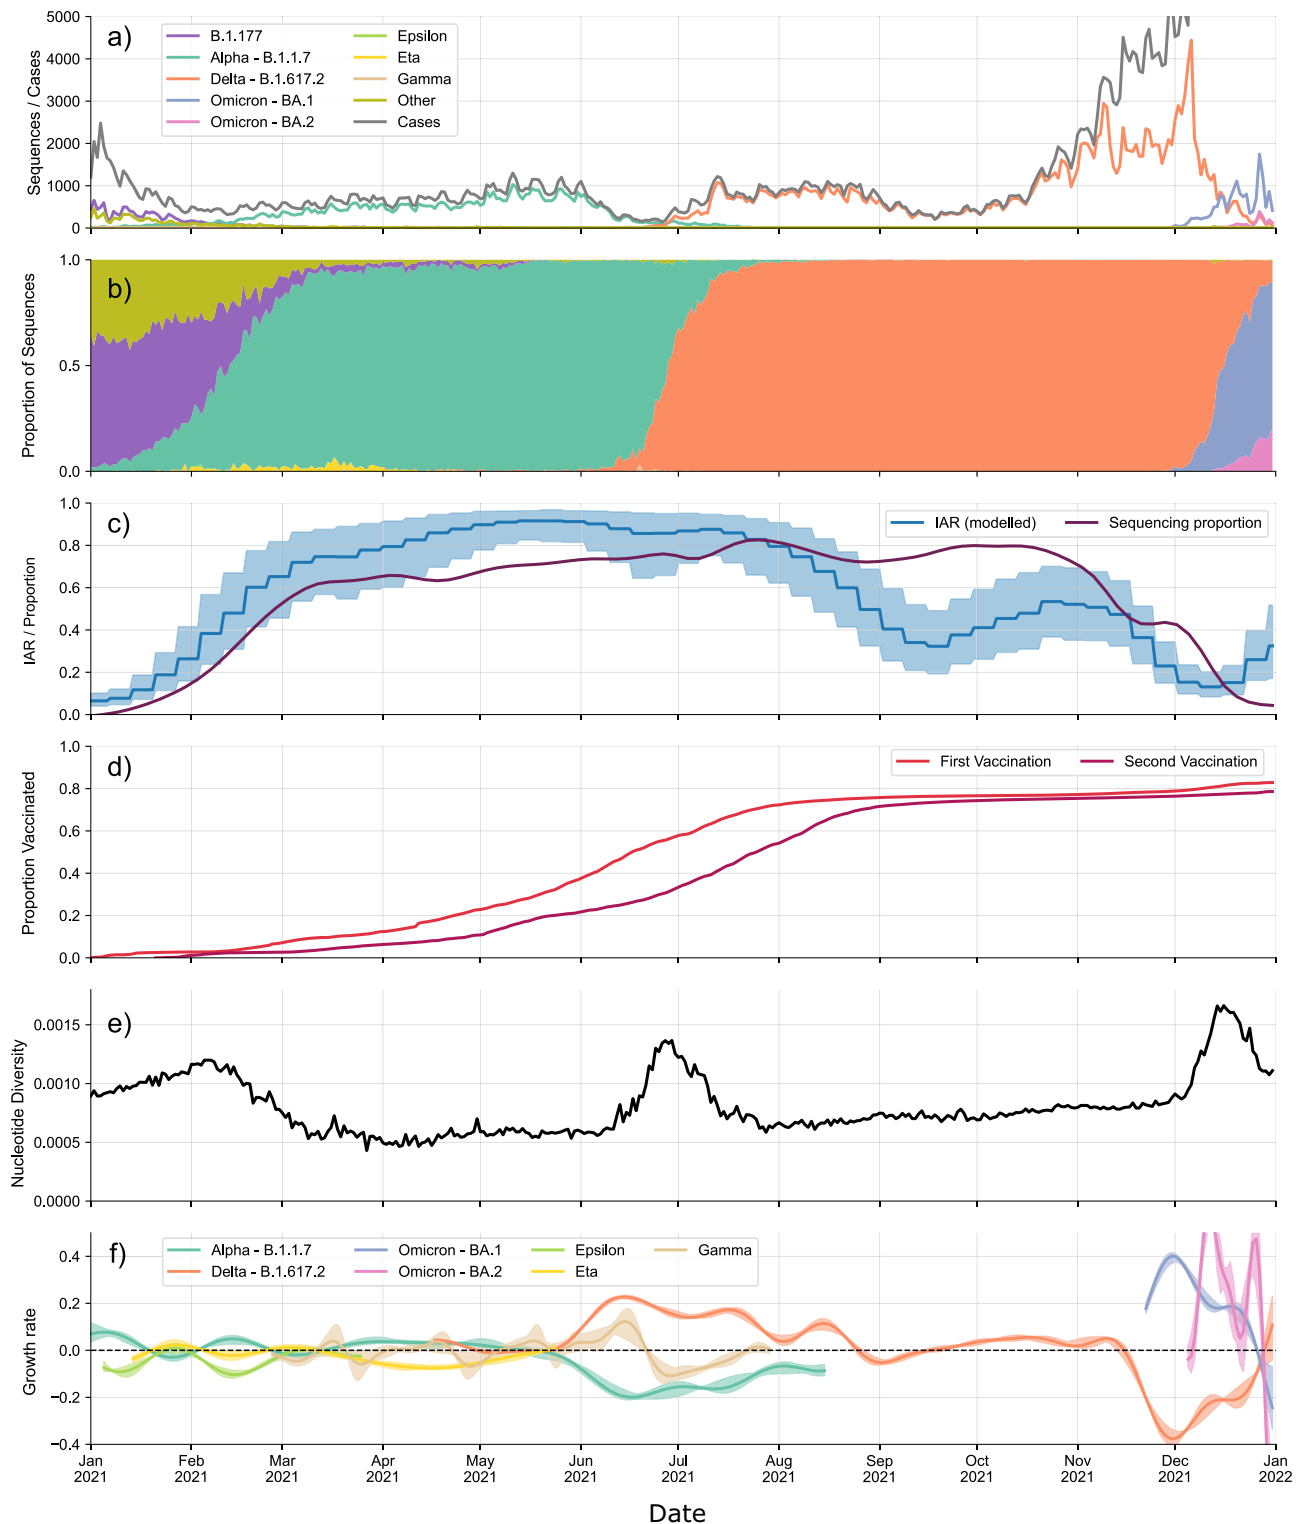 a)
B.1.177
Alpha - B.1.1.7
Delta - B.1.617.2
Omicron - BA.1
Omicron - BA.2
Epsilon
Eta
Gamma
Other
Cases
Sequences / Cases
5000
4000
3000
2000
1000
0
b)
Proportion of Sequences
1.0
0.5
0.0
c)
IAR (modelled)
Sequencing proportion
IAR / Proportion
1.0
0.8
0.6
0.4
0.2
0.0
d)
First Vaccination
Second Vaccination
Proportion Vaccinated
1.0
0.8
0.6
0.4
0.2
0.0
e)
Nucleotide Diversity
0.0015
0.0010
0.0005
0.0000
f)
Alpha - B.1.1.7
Delta - B.1.617.2
Omicron - BA.1
Omicron - BA.2
Epsilon
Eta
Gamma
Growth rate
0.4
0.2
0.0
−0.2
−0.4
Jan
2021
Feb
2021
Mar
2021
Apr
2021
May
2021
Jun
2021
Jul
2021
Aug
2021
Sep
2021
Oct
2021
Nov
2021
Dec
2021
Jan
2022
Date